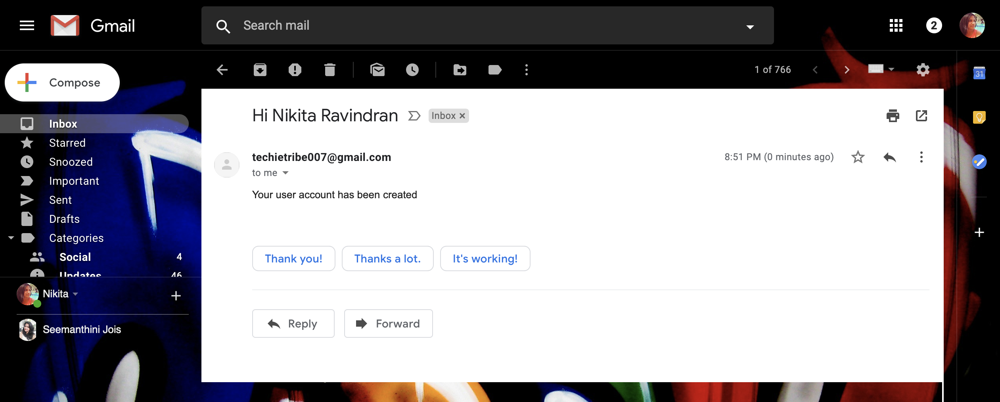 Gmail
Search mail
2
Compose
1 of 766
31
Hi Nikita Ravindran
Inbox ×
Inbox
Starred
Snoozed
Important
Sent
Drafts
Categories
Social 4
Updates 46
Nikita
Seemanthini Jois
techietribe007@gmail.com
8:51 PM (0 minutes ago)
to me
Your user account has been created
Thank you!
Thanks a lot.
It's working!
Reply
Forward